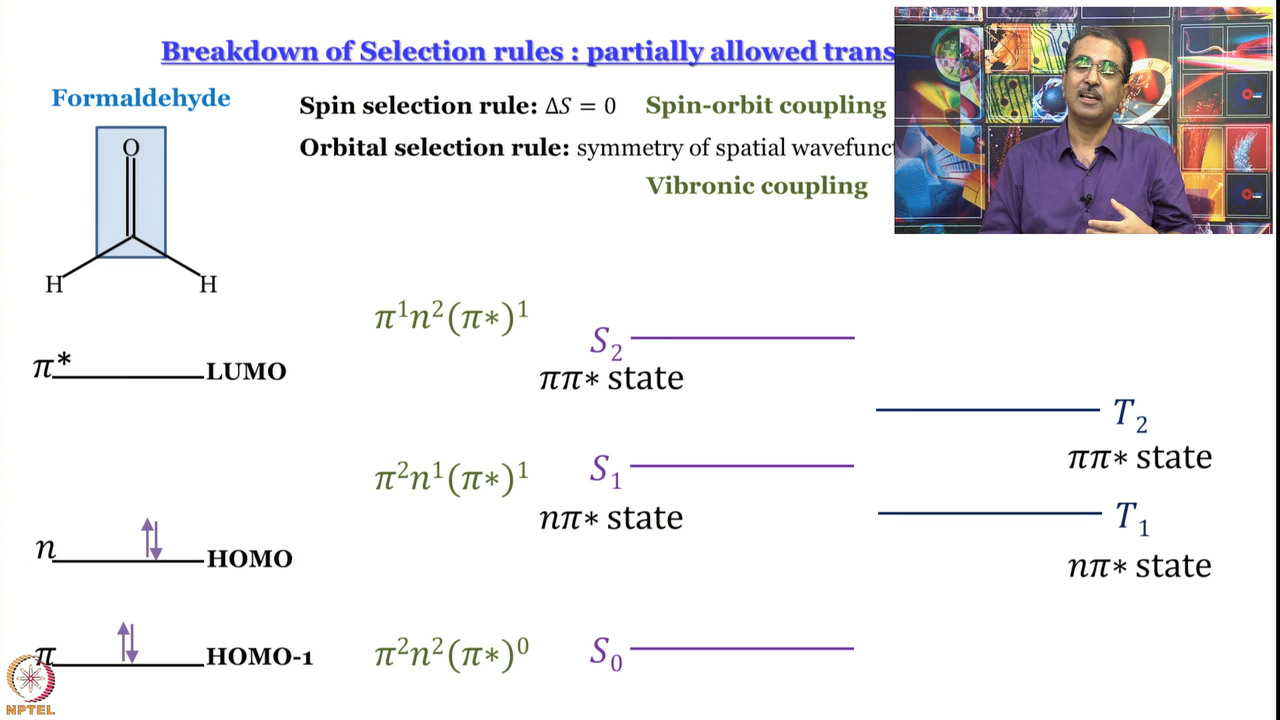 Breakdown of Selection rules : partially allowed trans
Formaldehyde
Spin selection rule: ΔS = 0 Spin-orbit coupling
Orbital selection rule: symmetry of spatial wavefunc
Vibronic coupling
O
H H
π¹n²(π*)¹ S₂
π* LUMO
ππ* state
T₂
ππ* state
π²n¹(π*)¹ S₁
nπ* state
T₁
n HOMO
nπ* state
π HOMO-1
π²n²(π*)⁰ S₀
NPTEL